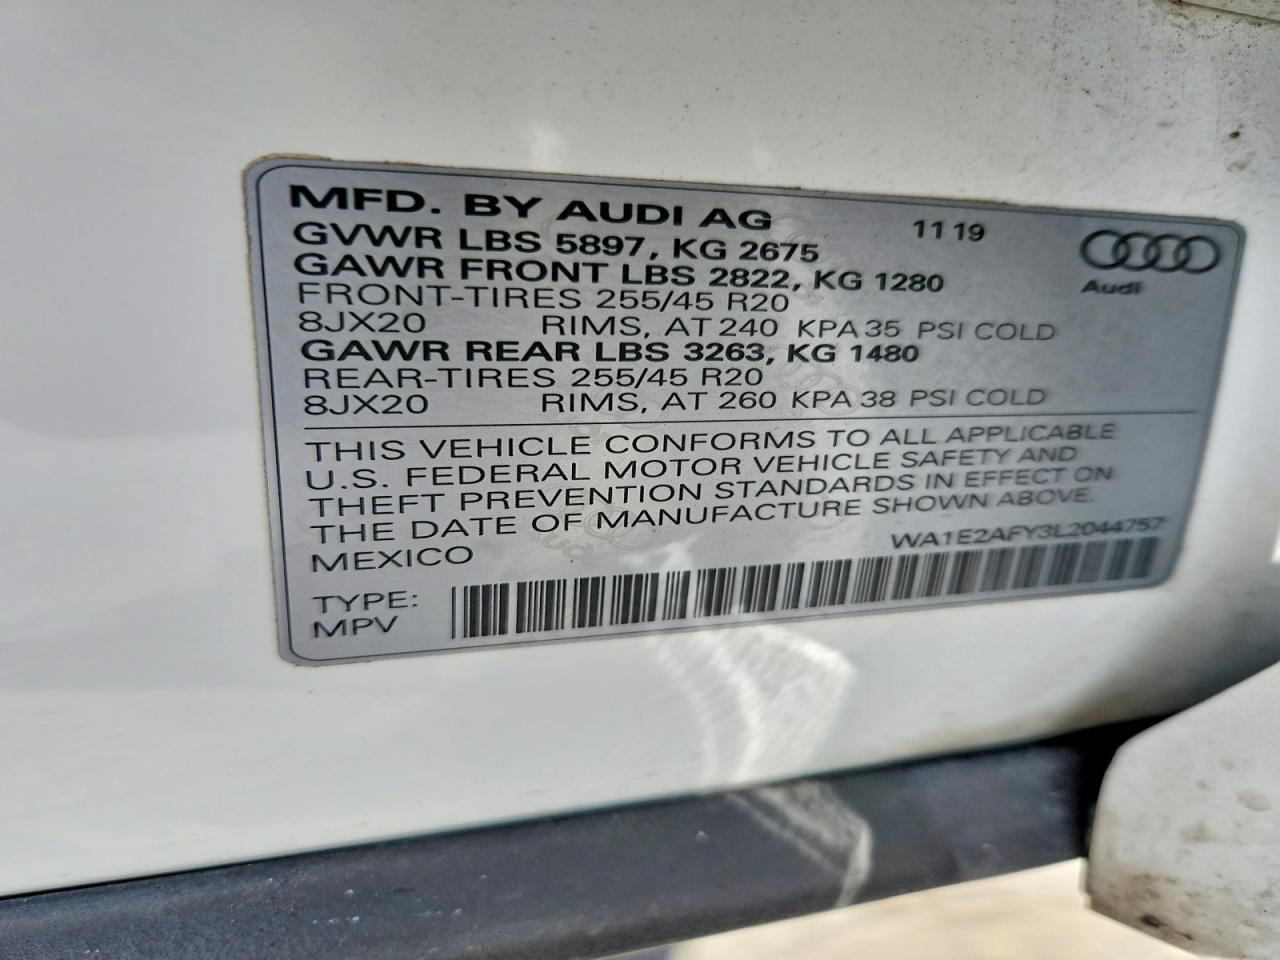 MFD. BY AUDI AG 11 19
GVWR LBS 5897, KG 2675
GAWR FRONT LBS 2822, KG 1280
Audi
FRONT-TIRES 255/45 R20
8JX20 RIMS, AT 240 KPA 35 PSI COLD
GAWR REAR LBS 3263, KG 1480
REAR-TIRES 255/45 R20
8JX20 RIMS, AT 260 KPA 38 PSI COLD
THIS VEHICLE CONFORMS TO ALL APPLICABLE
U.S. FEDERAL MOTOR VEHICLE SAFETY AND
THEFT PREVENTION STANDARDS IN EFFECT ON
THE DATE OF MANUFACTURE SHOWN ABOVE.
MEXICO WA1E2AFY3L2044757
TYPE:
MPV